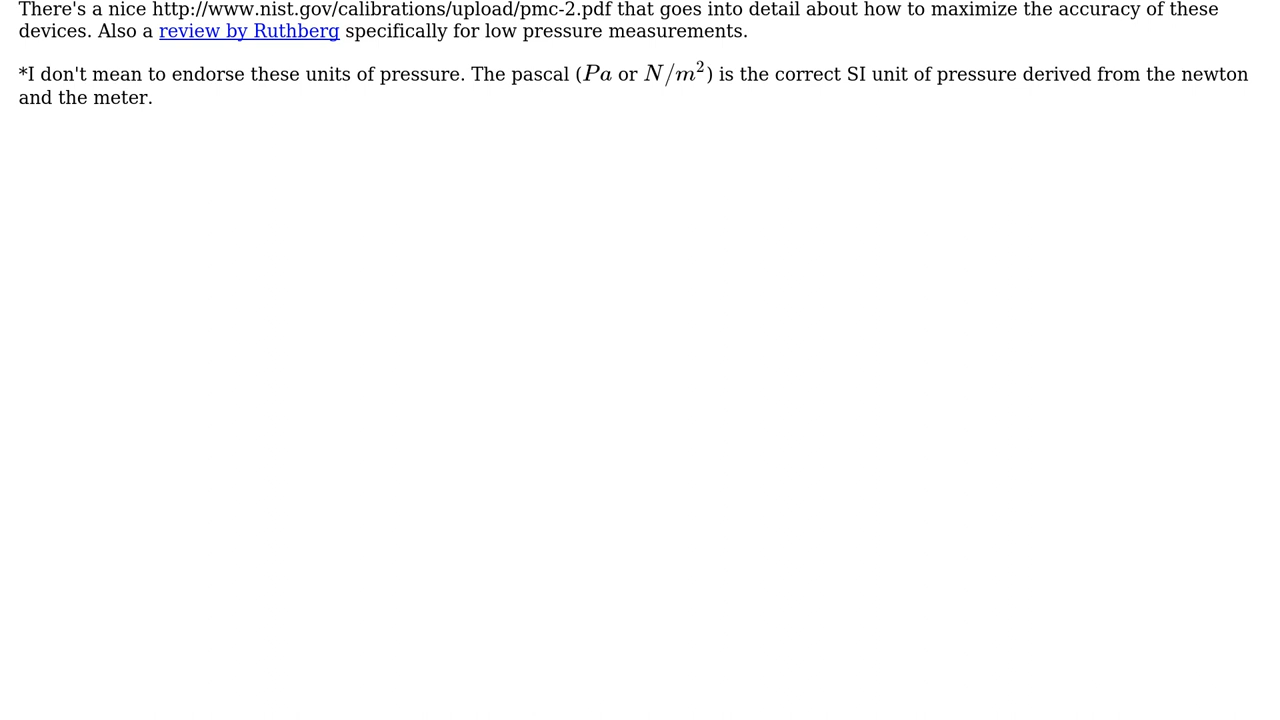 There's a nice http://www.nist.gov/calibrations/upload/pmc-2.pdf that goes into detail about how to maximize the accuracy of these
devices. Also a review by Ruthberg specifically for low pressure measurements.
*I don't mean to endorse these units of pressure. The pascal (Pa or N/m²) is the correct SI unit of pressure derived from the newton
and the meter.